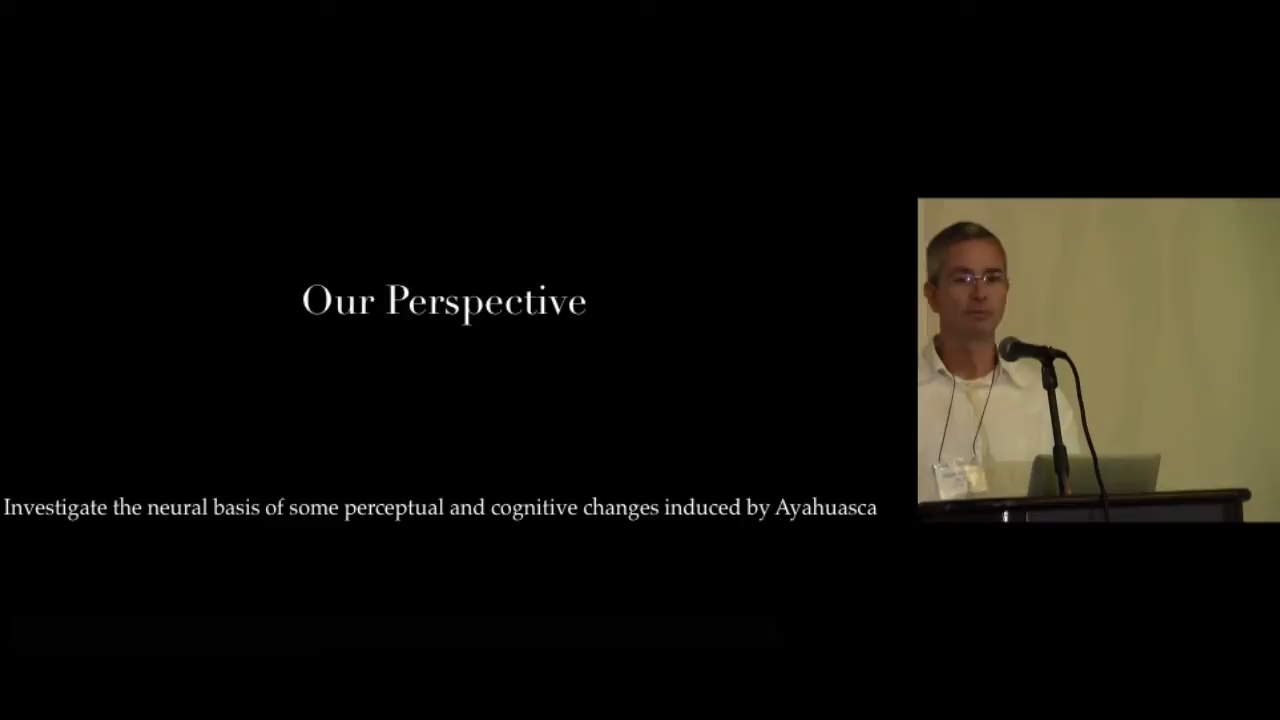 Our Perspective
Investigate the neural basis of some perceptual and cognitive changes induced by Ayahuasca